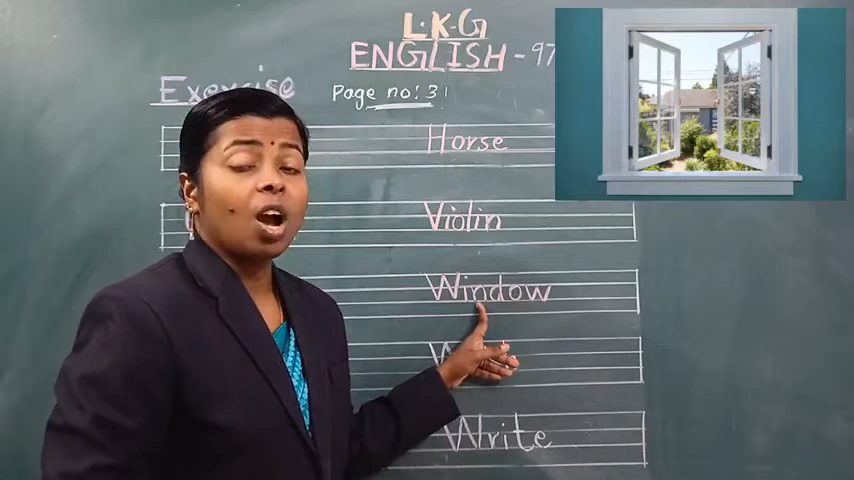 L.K-G
ENGLISH-97
Exercise
Page no: 31
Horse
Violin
Window
Write